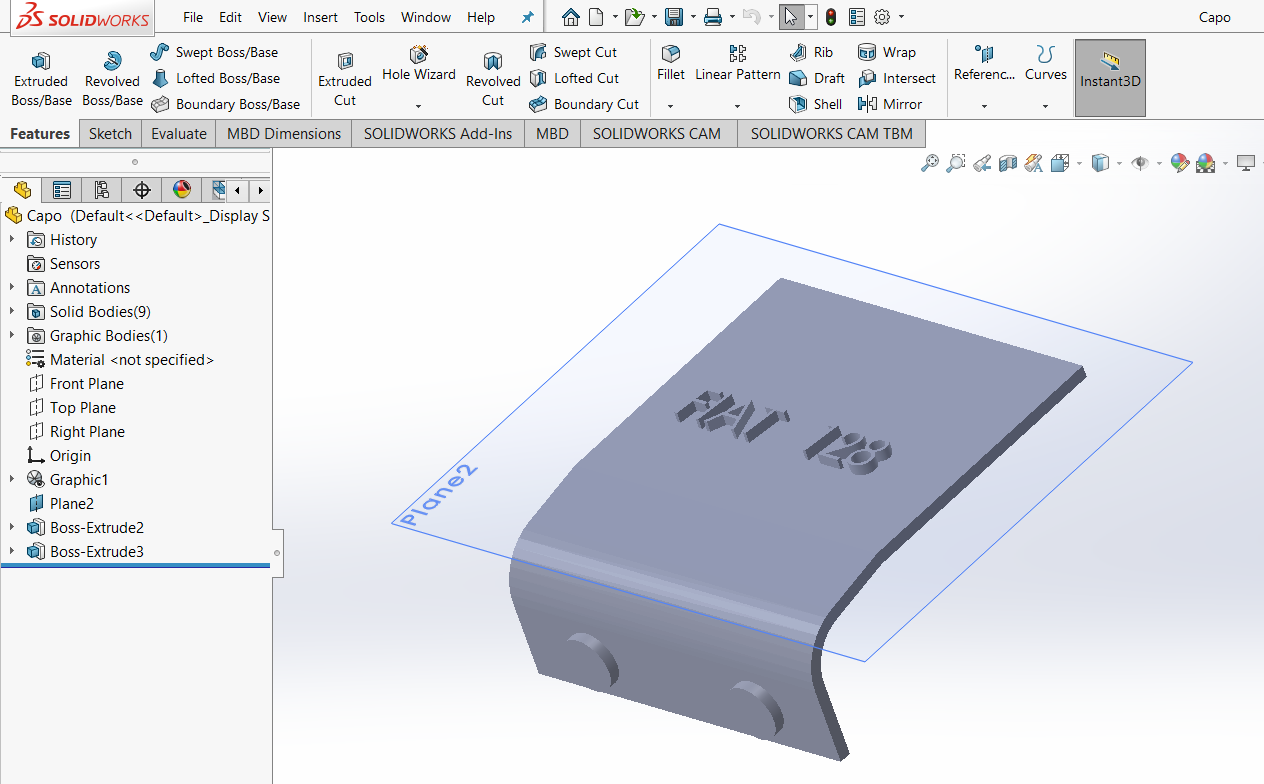 SOLIDWORKS File Edit View Insert Tools Window Help Capo
Extruded Boss/Base
Revolved Boss/Base
Swept Boss/Base
Lofted Boss/Base
Boundary Boss/Base
Extruded Cut
Hole Wizard
Revolved Cut
Swept Cut
Lofted Cut
Boundary Cut
Fillet
Linear Pattern
Rib
Draft
Shell
Wrap
Intersect
Mirror
Referenc...
Curves
Instant3D
Features Sketch Evaluate MBD Dimensions SOLIDWORKS Add-Ins MBD SOLIDWORKS CAM SOLIDWORKS CAM TBM
Capo (Default<<Default>_Display S
History
Sensors
Annotations
Solid Bodies(9)
Graphic Bodies(1)
Material <not specified>
Front Plane
Top Plane
Right Plane
Origin
Graphic1
Plane2
Boss-Extrude2
Boss-Extrude3
FIAT 128
Plane2